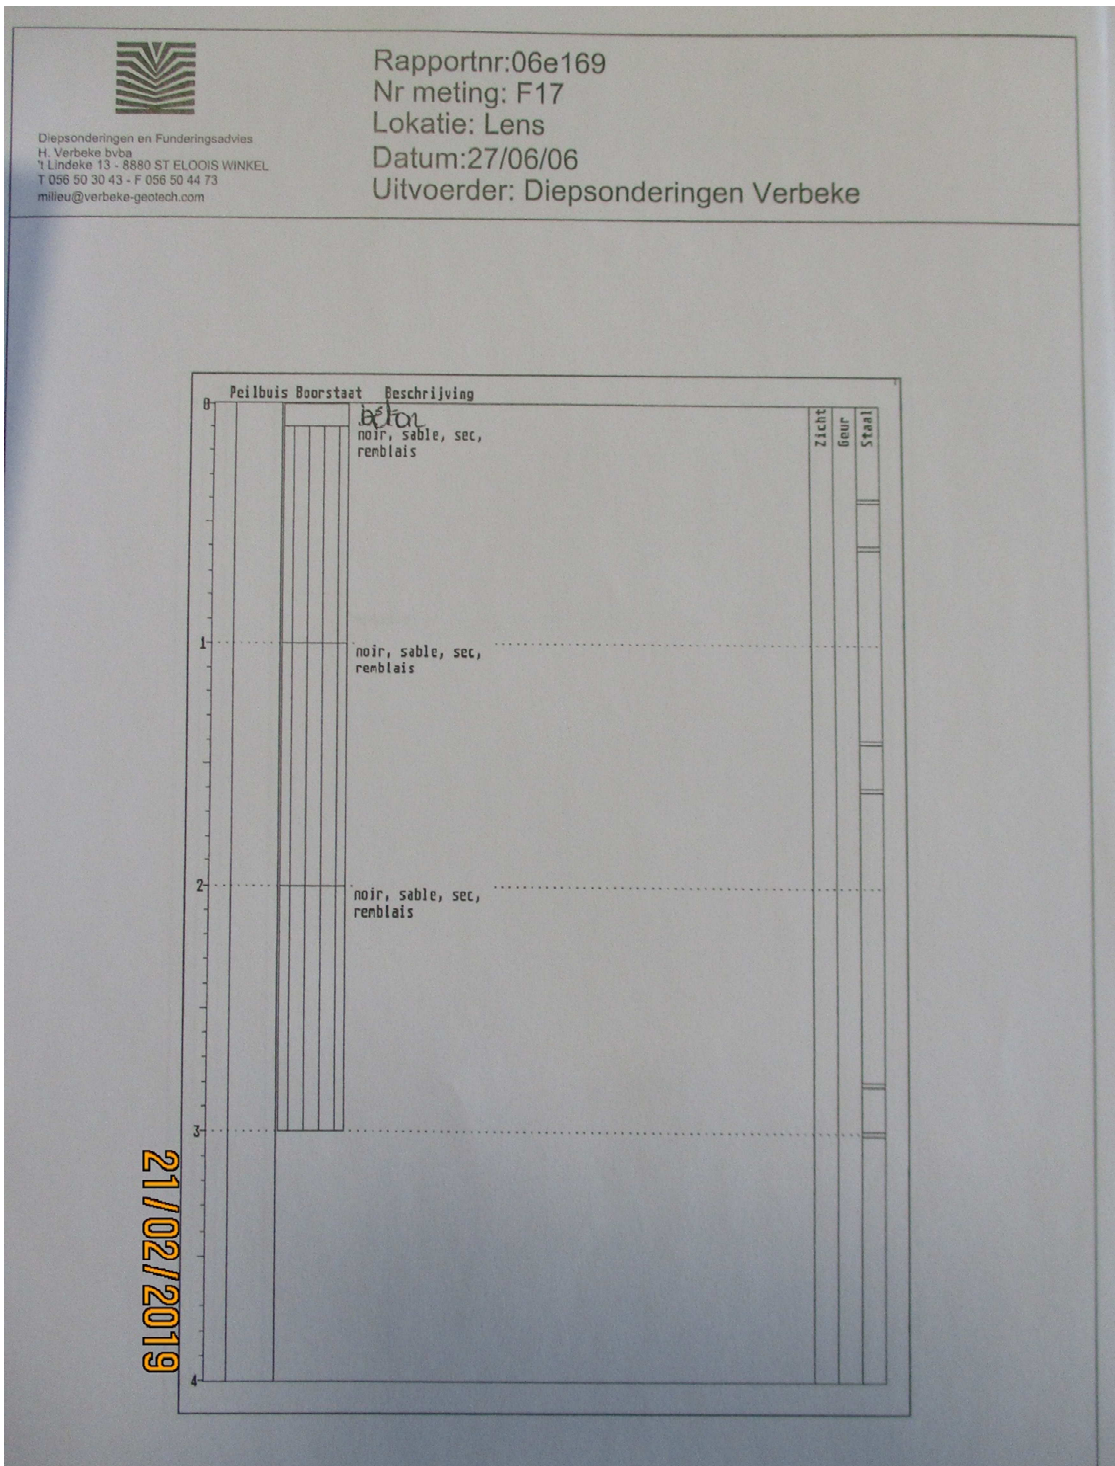 Diepsonderingen en Funderingsadvies
H. Verbeke bvba
't Lindeke 13 - 8880 ST ELOOIS WINKEL
T 056 50 30 43 - F 056 50 44 73
milieu@verbeke-geotech.com
Rapportnr:06e169
Nr meting: F17
Lokatie: Lens
Datum:27/06/06
Uitvoerder: Diepsonderingen Verbeke
Peilbuis Boorstaat Beschrijving
0
béton
noir, sable, sec,
remblais
Zicht
Geur
Staal
1
noir, sable, sec,
remblais
2
noir, sable, sec,
remblais
3
4
21/02/2019